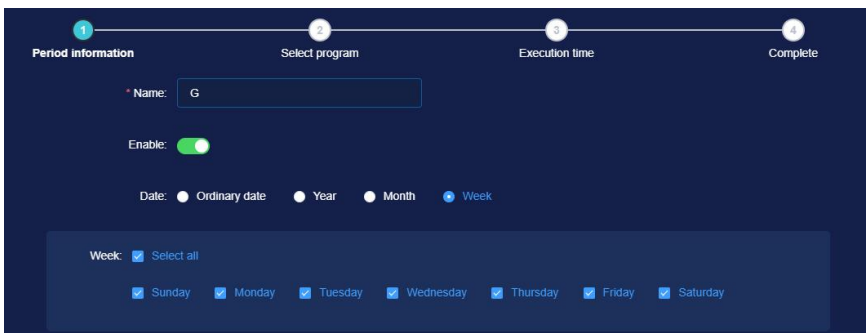 1 2 3 4
Period information Select program Execution time Complete
* Name: G
Enable:
Date: Ordinary date Year Month Week
Week: Select all
Sunday Monday Tuesday Wednesday Thursday Friday Saturday